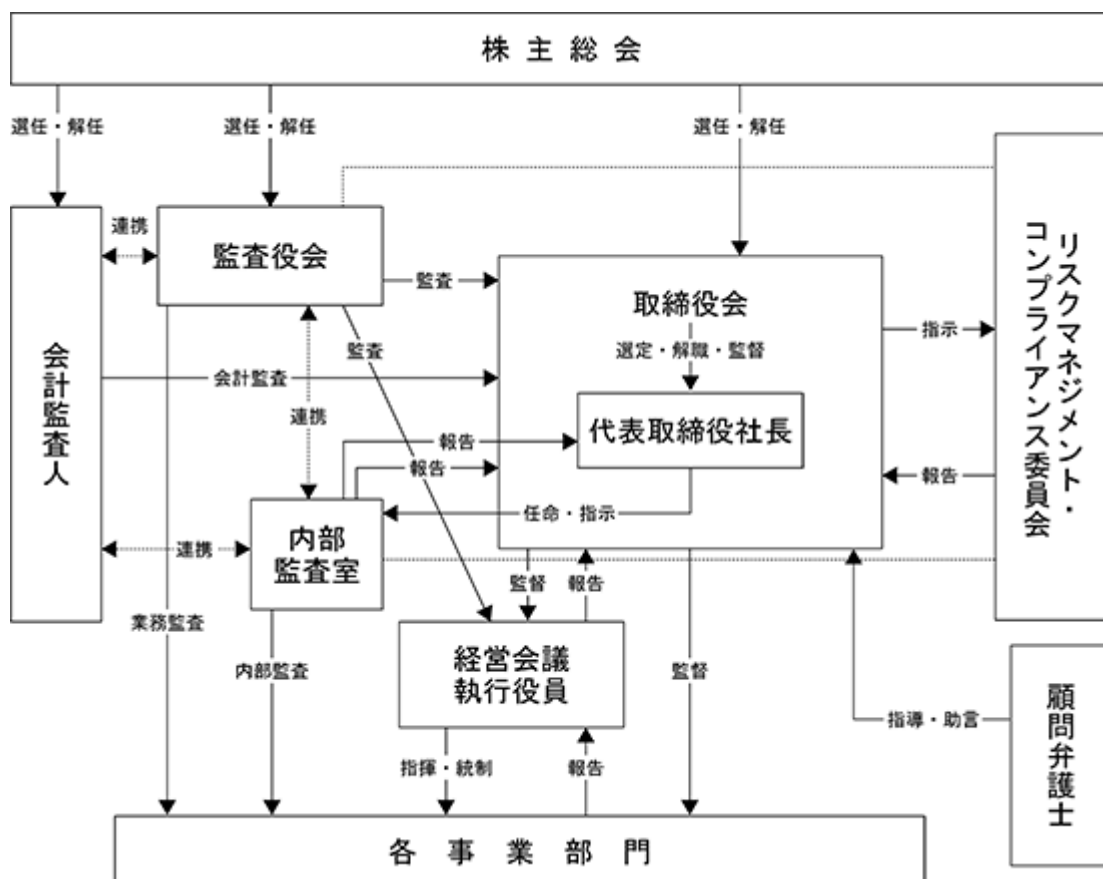 株主総会
選任・解任
選任・解任
選任・解任
連携
監査役会
監査
取締役会
選定・解職・監督
指示
リスクマネジメント・
コンプライアンス委員会
会計監査人
会計監査
監査
連携
代表取締役社長
報告
報告
報告
任命・指示
内部
監査室
連携
監督
報告
業務監査
内部監査
経営会議
執行役員
監督
指導・助言
顧問弁護士
指揮・統制
報告
各事業部門